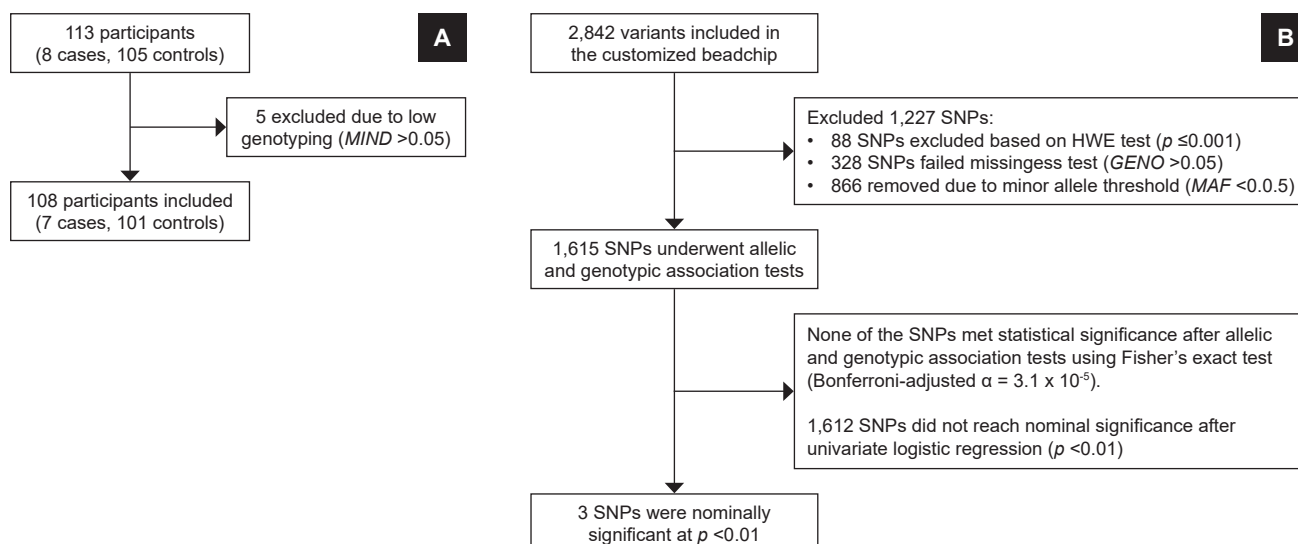 113 participants
(8 cases, 105 controls)
A
5 excluded due to low
genotyping (MIND >0.05)
108 participants included
(7 cases, 101 controls)
2,842 variants included in
the customized beadchip
B
Excluded 1,227 SNPs:
• 88 SNPs excluded based on HWE test (p ≤0.001)
• 328 SNPs failed missingess test (GENO >0.05)
• 866 removed due to minor allele threshold (MAF <0.0.5)
1,615 SNPs underwent allelic
and genotypic association tests
None of the SNPs met statistical significance after allelic
and genotypic association tests using Fisher’s exact test
(Bonferroni-adjusted α = 3.1 x 10⁻⁵).
1,612 SNPs did not reach nominal significance after
univariate logistic regression (p <0.01)
3 SNPs were nominally
significant at p <0.01